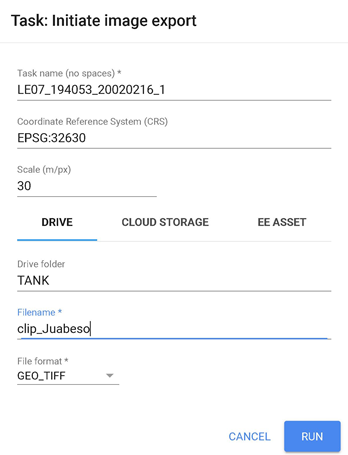 Task: Initiate image export
Task name (no spaces) *
LE07_194053_20020216_1
Coordinate Reference System (CRS)
EPSG:32630
Scale (m/px)
30
DRIVE CLOUD STORAGE EE ASSET
Drive folder
TANK
Filename *
clip_Juabeso
File format *
GEO_TIFF
CANCEL RUN